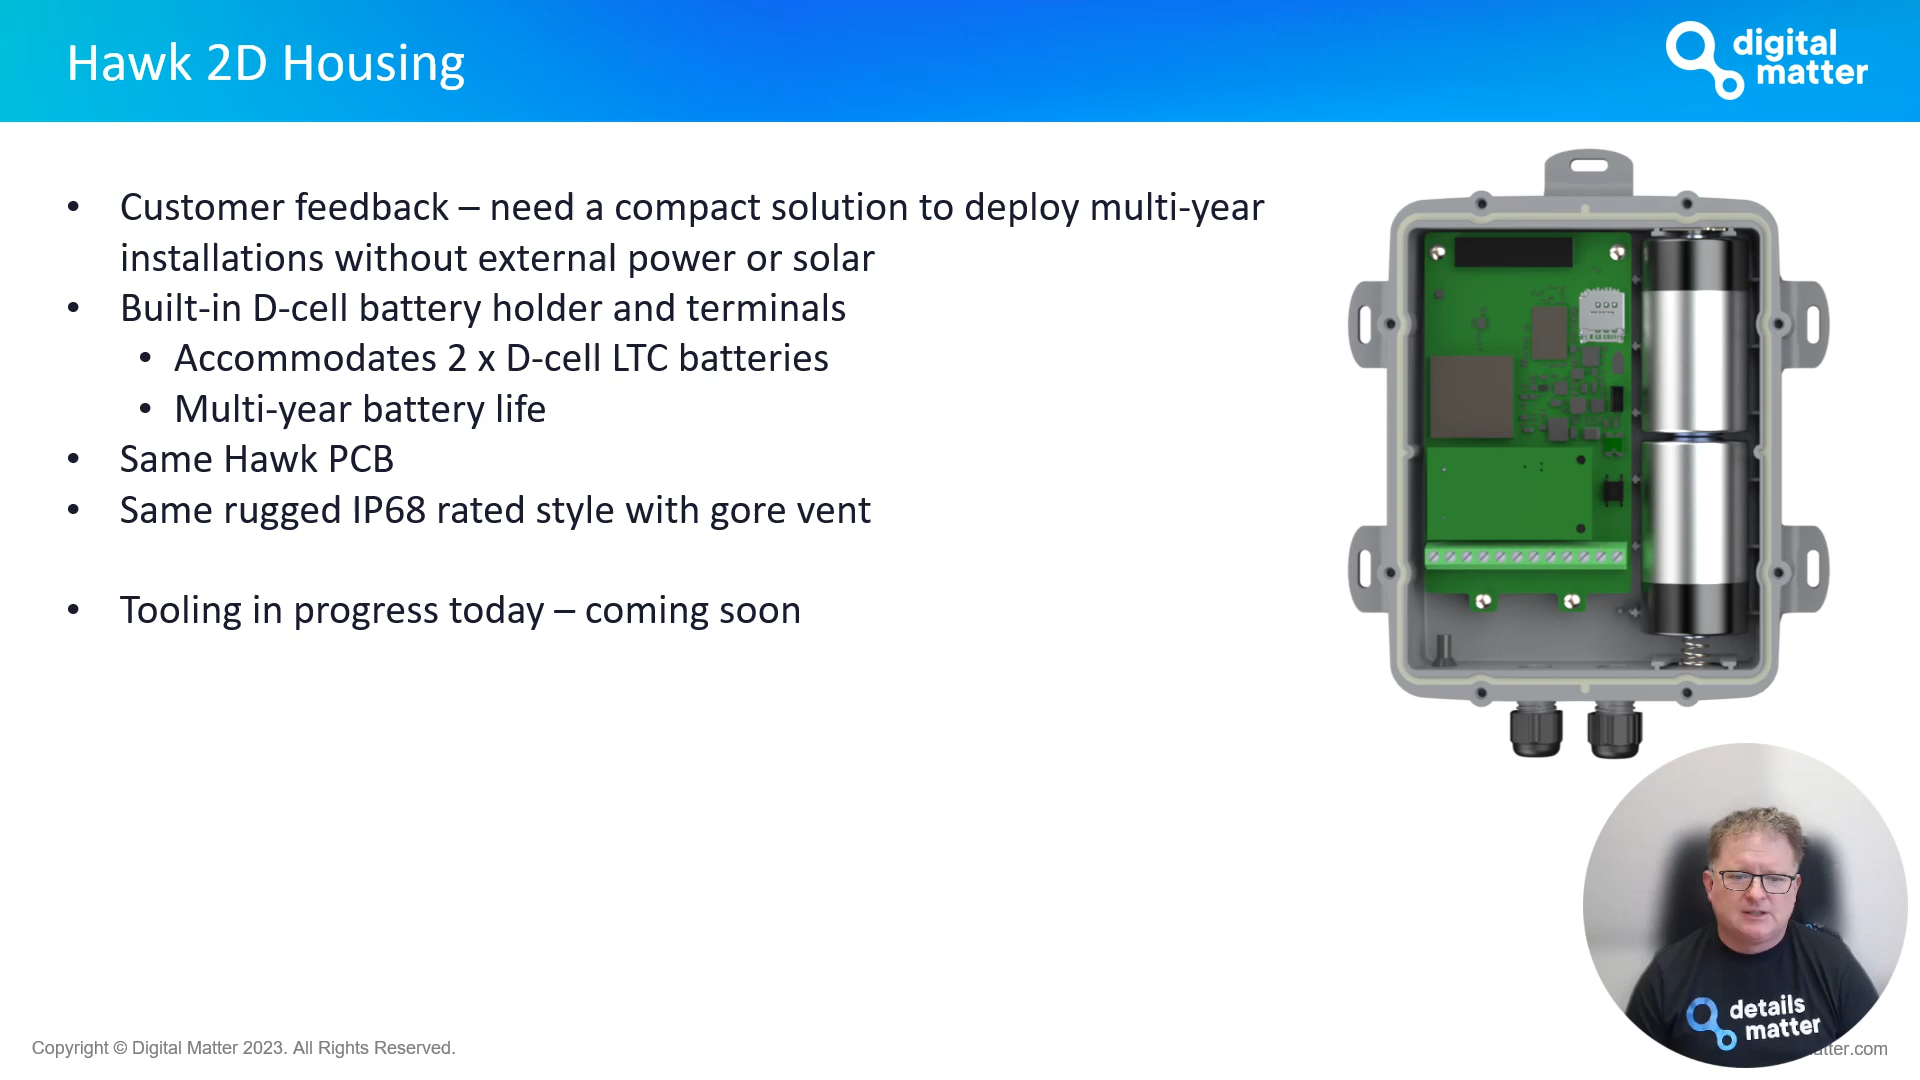 Hawk 2D Housing
digital
matter
• Customer feedback – need a compact solution to deploy multi-year
installations without external power or solar
• Built-in D-cell battery holder and terminals
• Accommodates 2 x D-cell LTC batteries
• Multi-year battery life
• Same Hawk PCB
• Same rugged IP68 rated style with gore vent
• Tooling in progress today – coming soon
details
matter
Copyright © Digital Matter 2023. All Rights Reserved.
atter.com